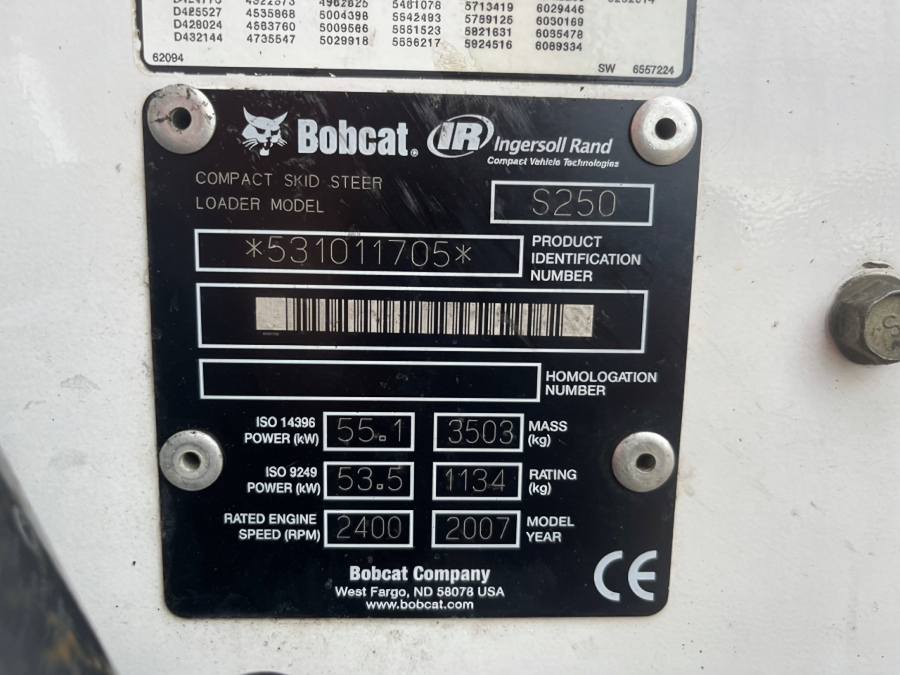 D425527 4535868 5004398 5542493 5759125 6030169
D428024 4583760 5009566 5551523 5821631 6035478
D432144 4735547 5029918 5556217 5924516 6089334
62094
SW 6557224
Bobcat. IR Ingersoll Rand
Compact Vehicle Technologies
COMPACT SKID STEER
LOADER MODEL S250
*531011705* PRODUCT
IDENTIFICATION
NUMBER
HOMOLOGATION
NUMBER
ISO 14396
POWER (kW) 55.1 3503 MASS
(kg)
ISO 9249
POWER (kW) 53.5 1134 RATING
(kg)
RATED ENGINE
SPEED (RPM) 2400 2007 MODEL
YEAR
Bobcat Company
West Fargo, ND 58078 USA
www.bobcat.com
CE